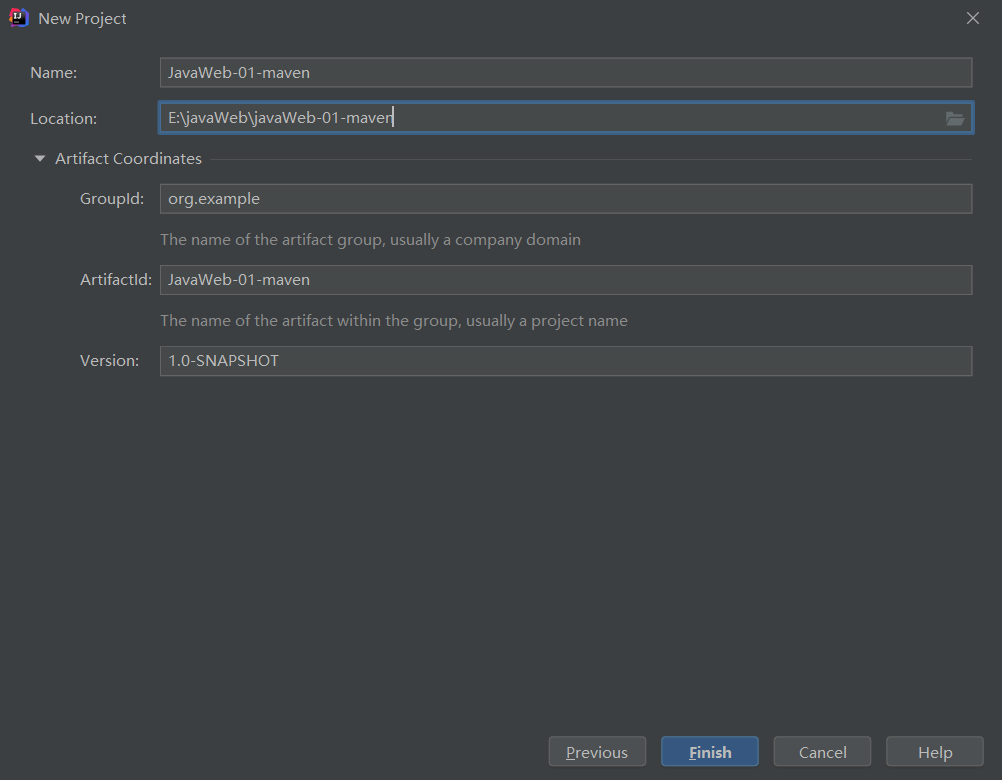 New Project
Name: JavaWeb-01-maven
Location: E:\javaWeb\javaWeb-01-maven
Artifact Coordinates
GroupId: org.example
The name of the artifact group, usually a company domain
ArtifactId: JavaWeb-01-maven
The name of the artifact within the group, usually a project name
Version: 1.0-SNAPSHOT
Previous Finish Cancel Help